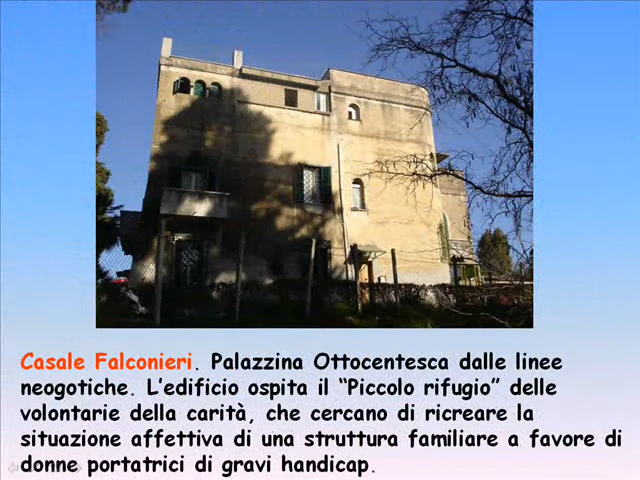 Casale Falconieri. Palazzina Ottocentesca dalle linee
neogotiche. L'edificio ospita il “Piccolo rifugio” delle
volontarie della carità, che cercano di ricreare la
situazione affettiva di una struttura familiare a favore di
donne portatrici di gravi handicap.